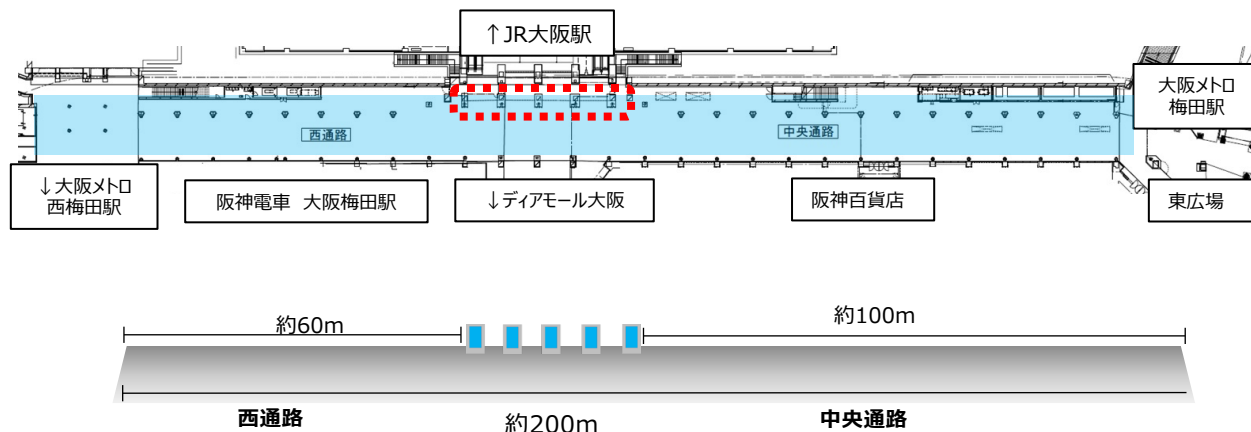 ↑JR大阪駅
大阪メトロ
梅田駅
西通路
中央通路
↓大阪メトロ
西梅田駅
阪神電車 大阪梅田駅
↓ディアモール大阪
阪神百貨店
東広場
約60m
約100m
西通路
約200m
中央通路